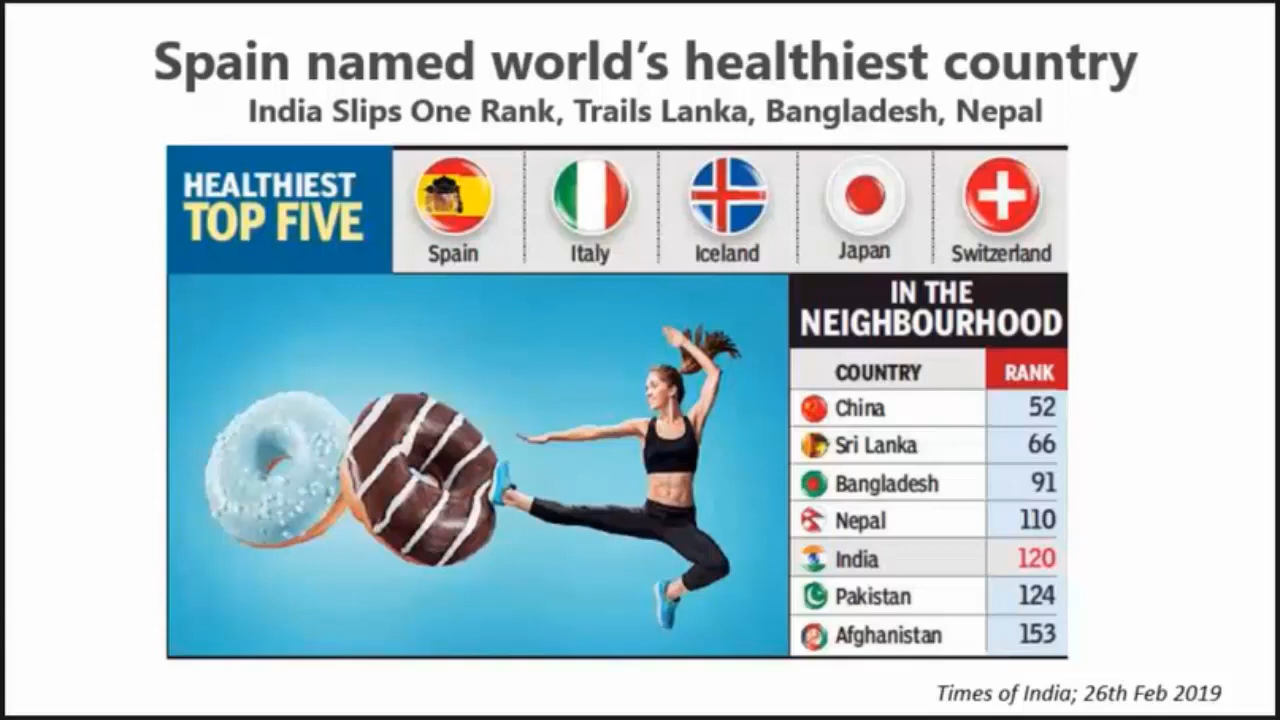 Spain named world's healthiest country
India Slips One Rank, Trails Lanka, Bangladesh, Nepal
HEALTHIEST
TOP FIVE
Spain
Italy
Iceland
Japan
Switzerland
IN THE
NEIGHBOURHOOD
COUNTRY RANK
China 52
Sri Lanka 66
Bangladesh 91
Nepal 110
India 120
Pakistan 124
Afghanistan 153
Times of India; 26th Feb 2019